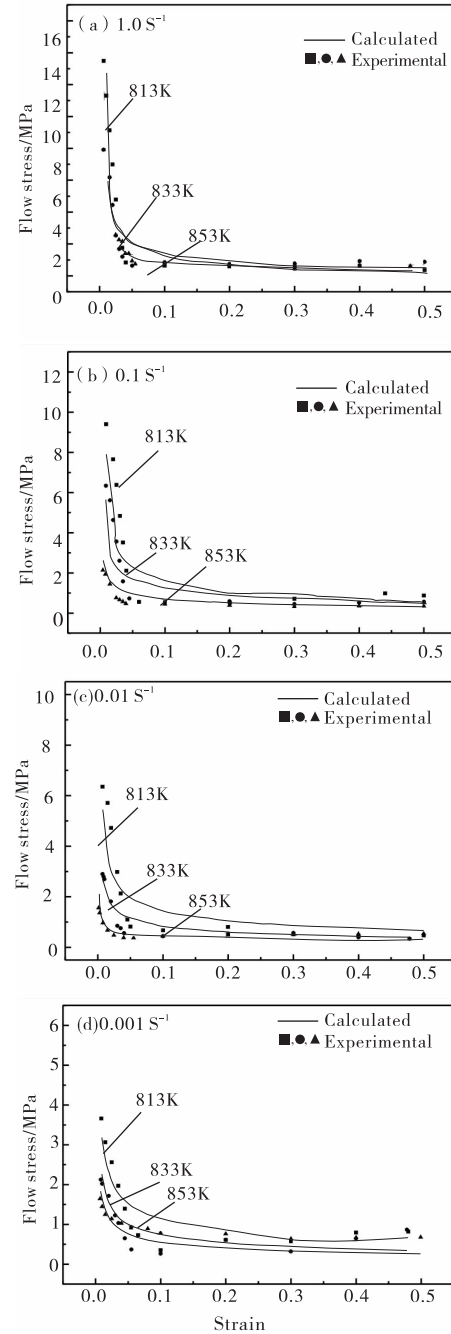 (a) 1.0 S⁻¹
Calculated
■,●,▲ Experimental
813K
833K
853K
Flow stress/MPa
16
14
12
10
8
6
4
2
0
0.0 0.1 0.2 0.3 0.4 0.5
(b) 0.1 S⁻¹
Calculated
■,●,▲ Experimental
813K
833K
853K
Flow stress/MPa
12
10
8
6
4
2
0
0.0 0.1 0.2 0.3 0.4 0.5
(c)0.01 S⁻¹
Calculated
■,●,▲ Experimental
813K
833K
853K
Flow stress/MPa
10
8
6
4
2
0
0.0 0.1 0.2 0.3 0.4 0.5
(d)0.001 S⁻¹
Calculated
■,●,▲ Experimental
813K
833K
853K
Flow stress/MPa
6
5
4
3
2
1
0
0.0 0.1 0.2 0.3 0.4 0.5
Strain